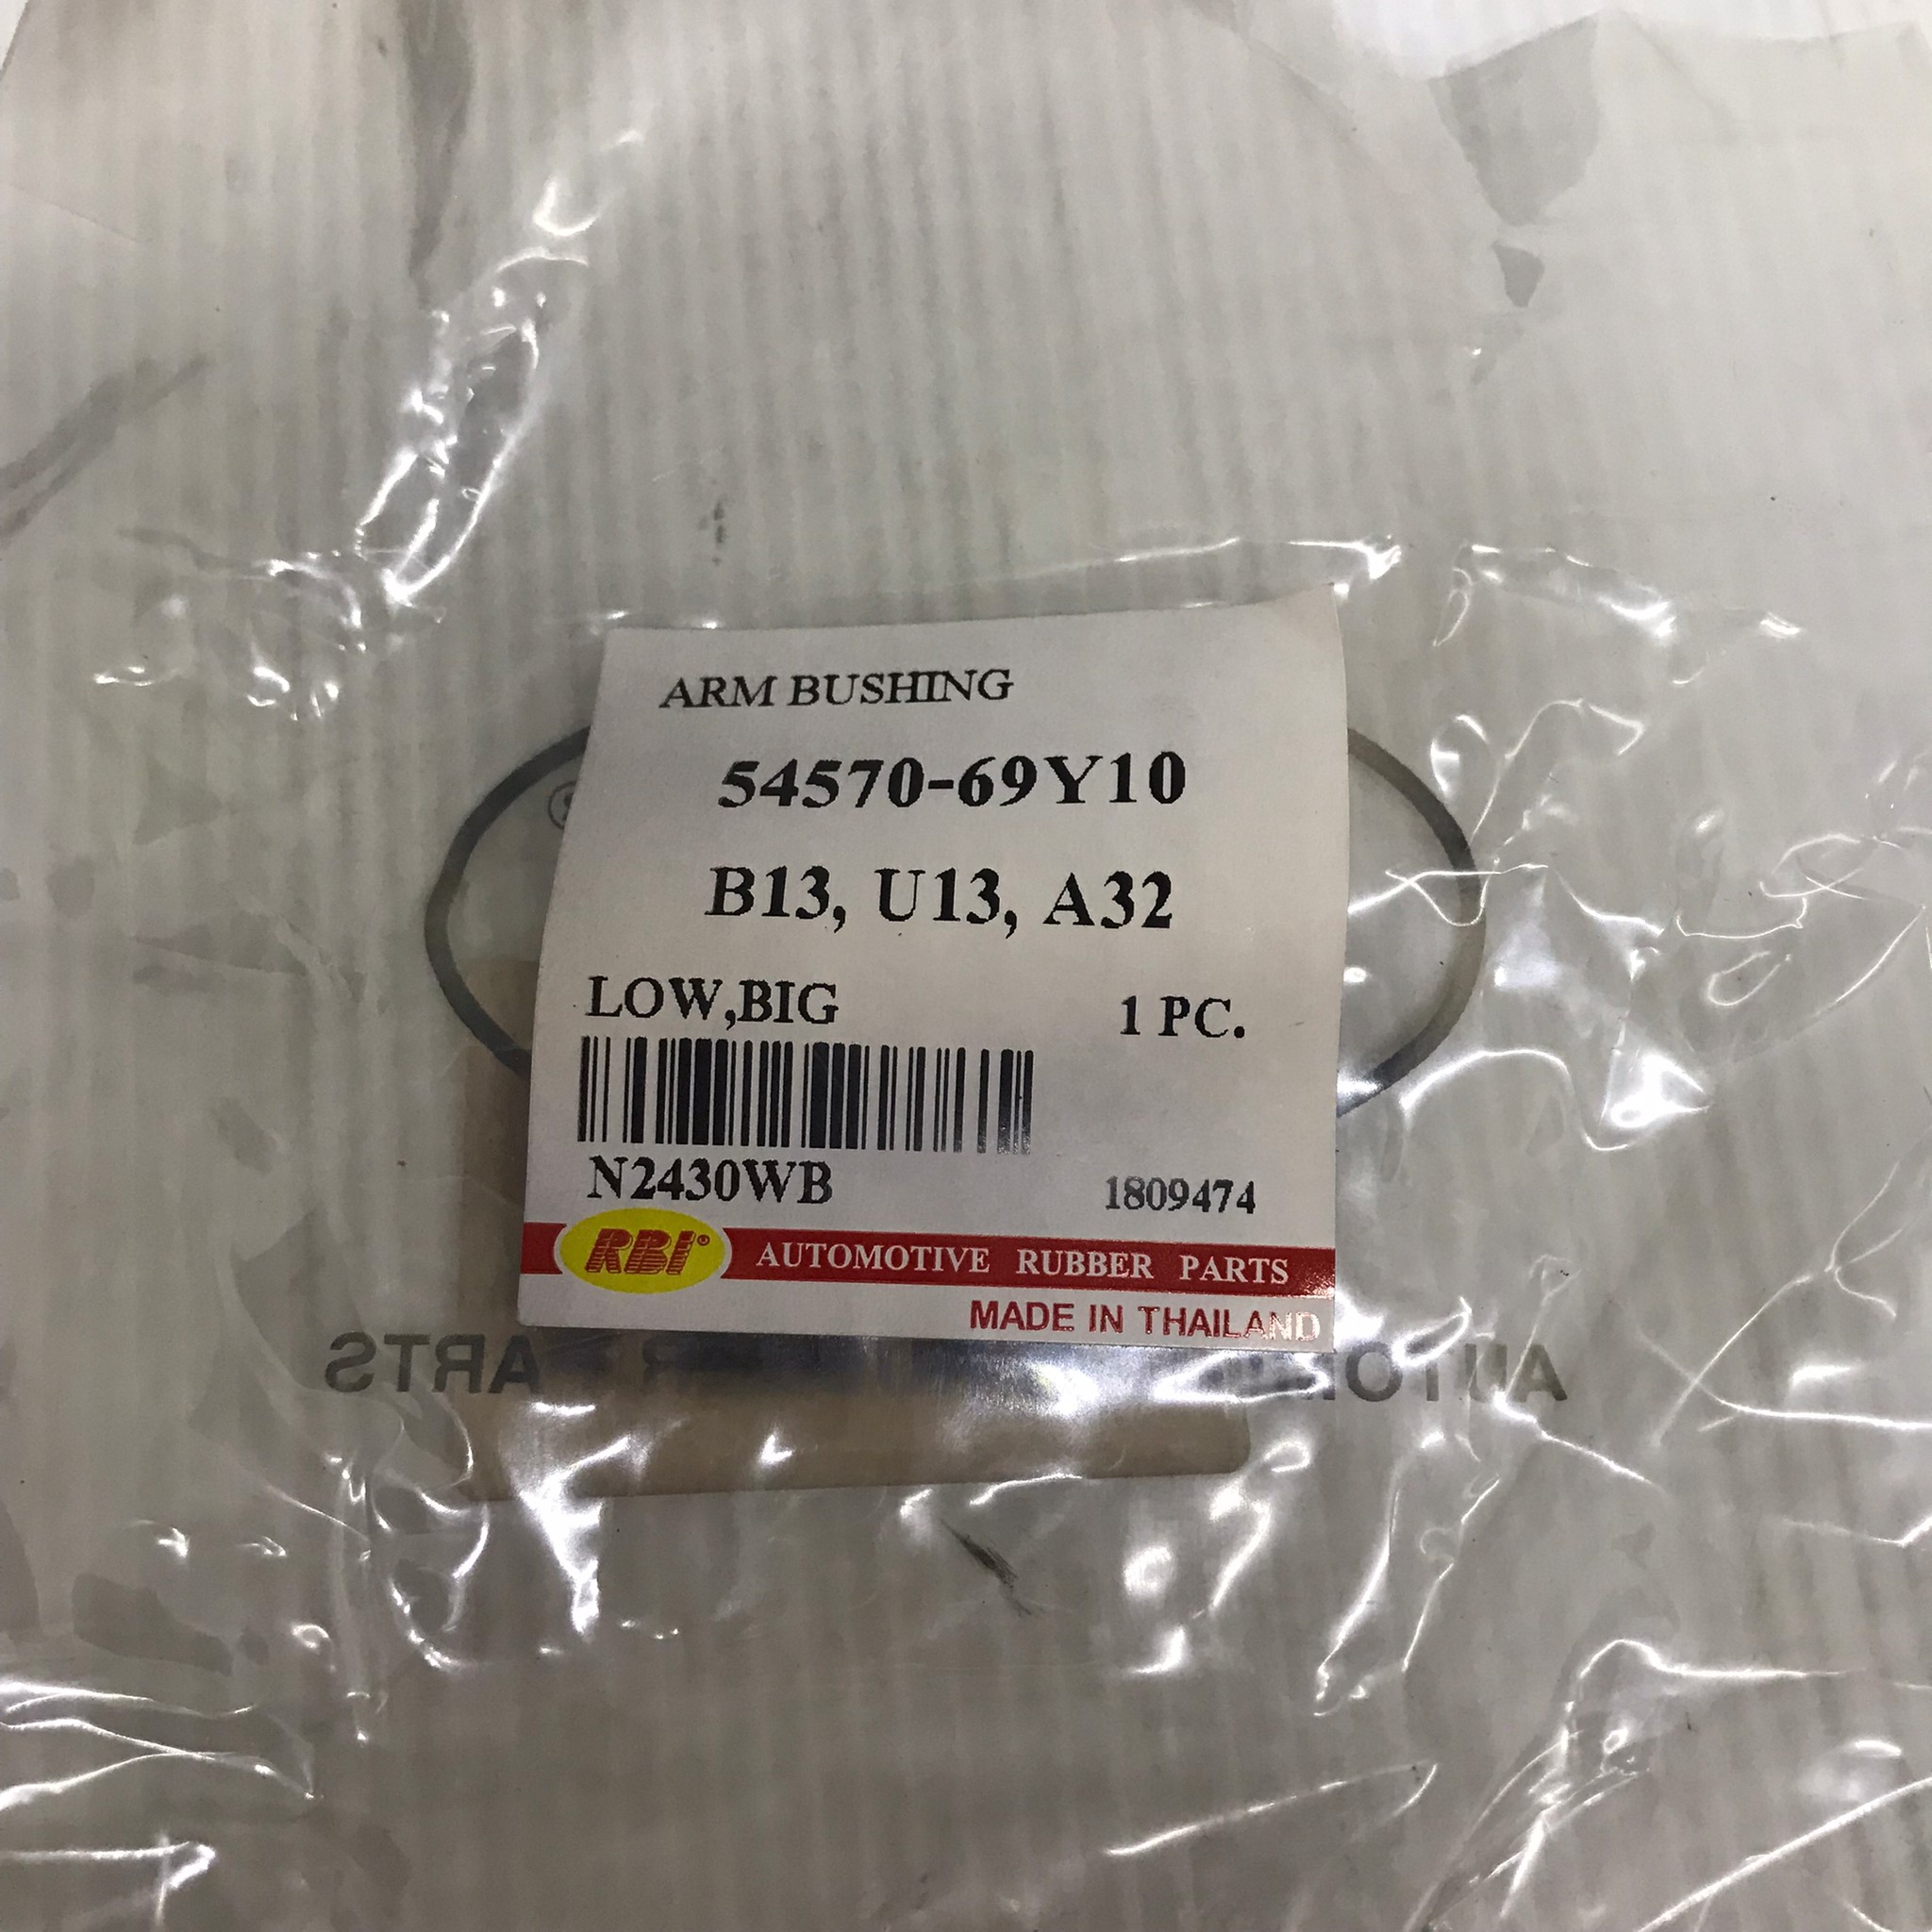 ARM BUSHING
54570-69Y10
B13, U13, A32
LOW,BIG 1 PC.
N2430WB 1809474
RBI® AUTOMOTIVE RUBBER PARTS
MADE IN THAILAND